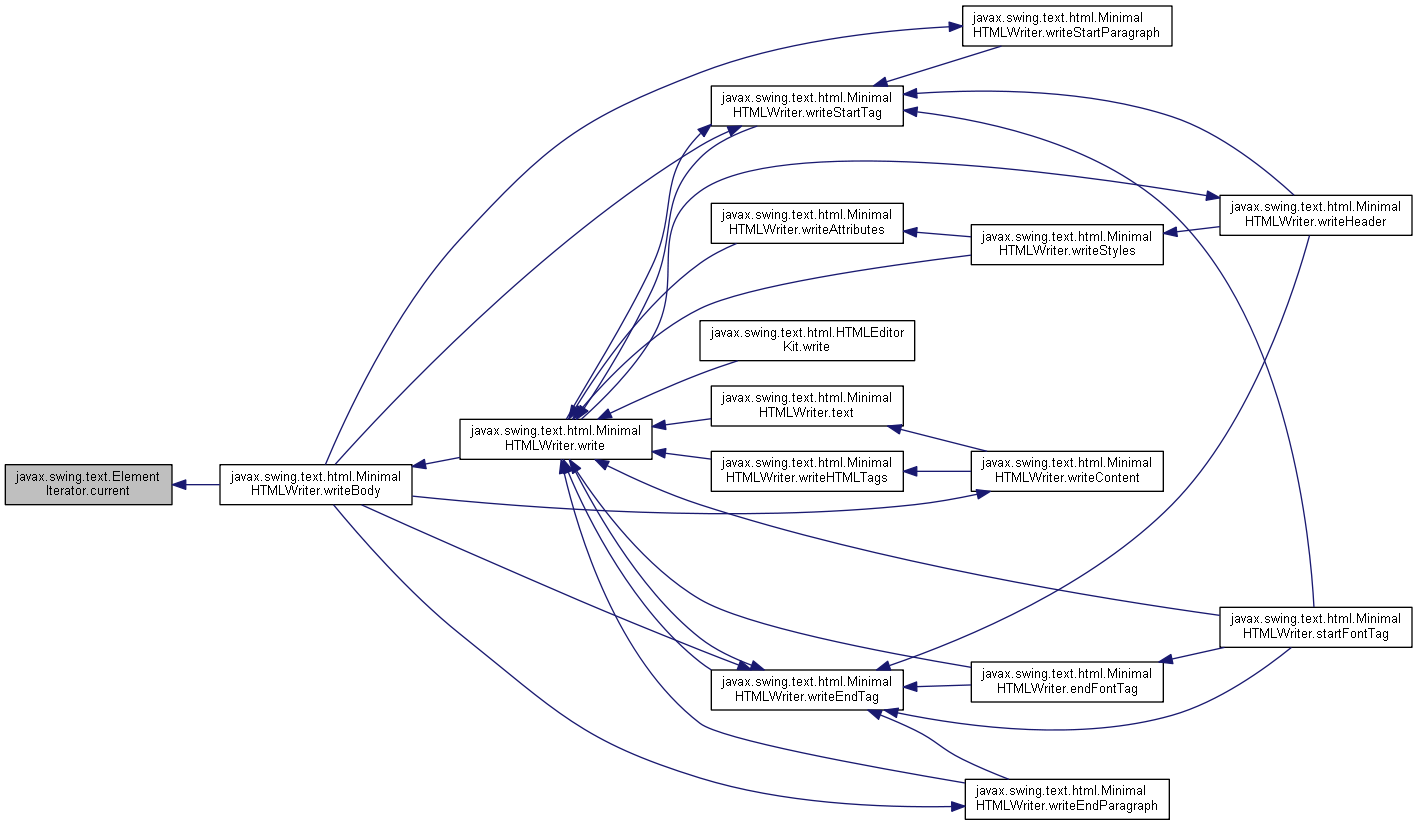 javax.swing.text.html.Minimal
HTMLWriter.writeStartParagraph
javax.swing.text.html.Minimal
HTMLWriter.writeStartTag
javax.swing.text.html.Minimal
HTMLWriter.writeHeader
javax.swing.text.html.Minimal
HTMLWriter.writeAttributes
javax.swing.text.html.Minimal
HTMLWriter.writeStyles
javax.swing.text.html.HTMLEditor
Kit.write
javax.swing.text.html.Minimal
HTMLWriter.text
javax.swing.text.html.Minimal
HTMLWriter.write
javax.swing.text.Element
Iterator.current
javax.swing.text.html.Minimal
HTMLWriter.writeBody
javax.swing.text.html.Minimal
HTMLWriter.writeHTMLTags
javax.swing.text.html.Minimal
HTMLWriter.writeContent
javax.swing.text.html.Minimal
HTMLWriter.startFontTag
javax.swing.text.html.Minimal
HTMLWriter.endFontTag
javax.swing.text.html.Minimal
HTMLWriter.writeEndTag
javax.swing.text.html.Minimal
HTMLWriter.writeEndParagraph